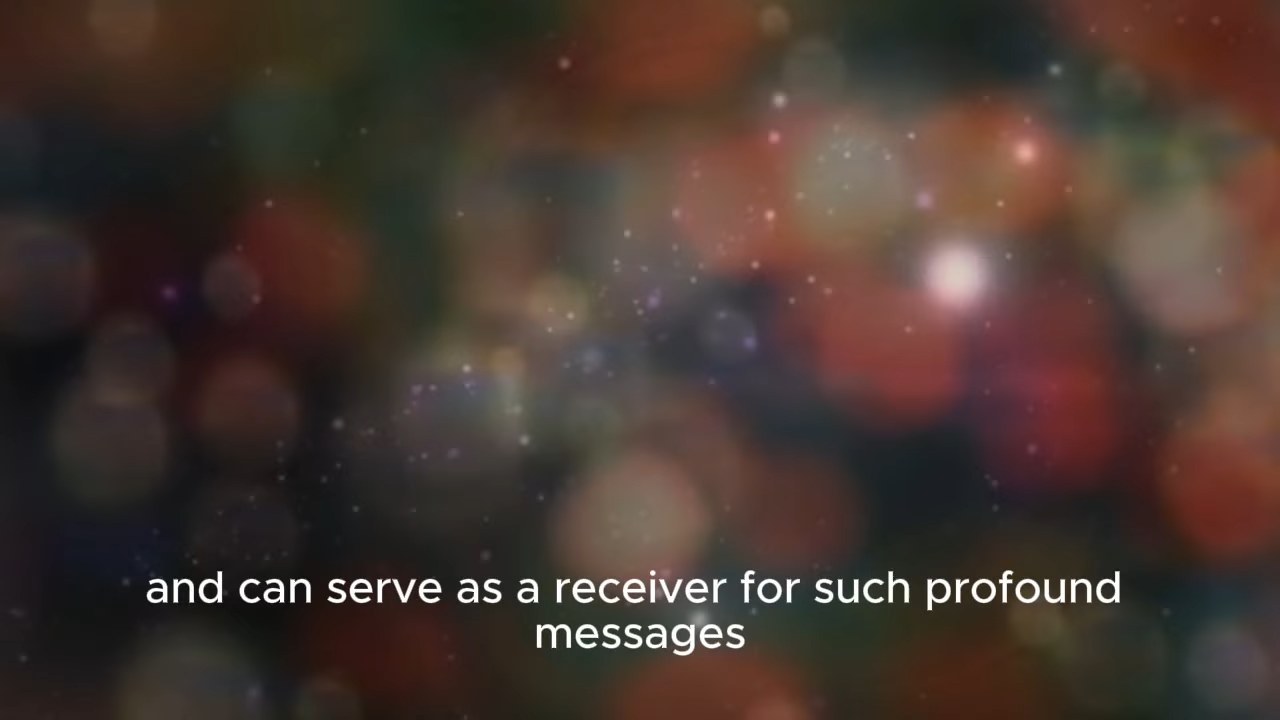 and can serve as a receiver for such profound
messages